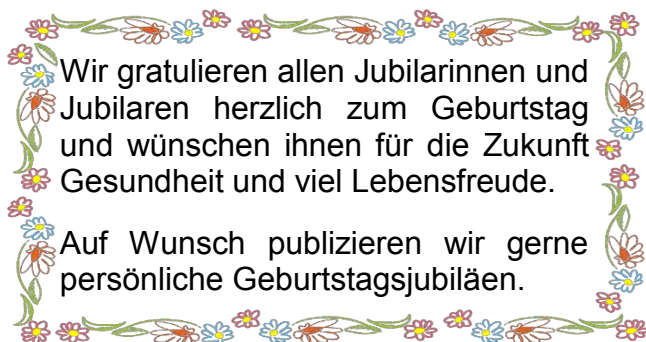 Wir gratulieren allen Jubilarinnen und
Jubilaren herzlich zum Geburtstag
und wünschen ihnen für die Zukunft
Gesundheit und viel Lebensfreude.
Auf Wunsch publizieren wir gerne
persönliche Geburtstagsjubiläen.